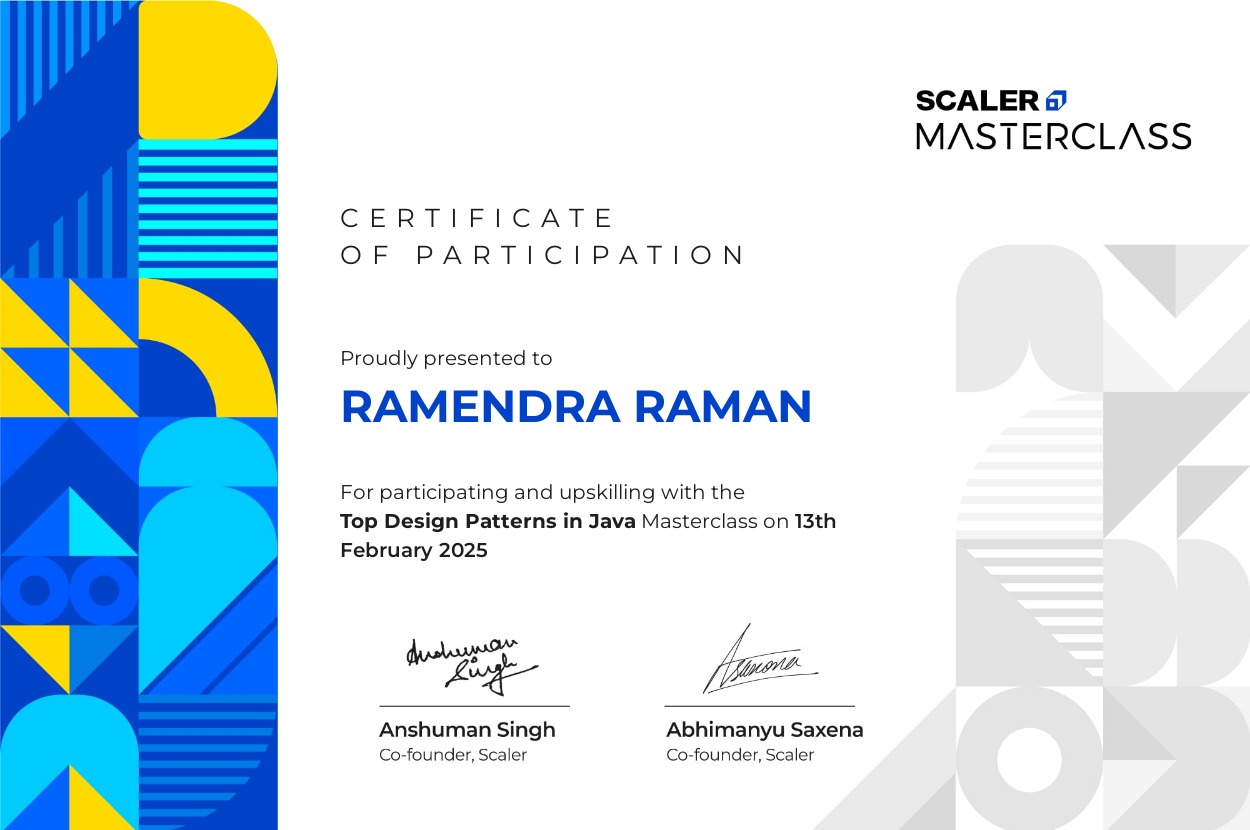 SCALER
MASTERCLASS
CERTIFICATE
OF PARTICIPATION
Proudly presented to
RAMENDRA RAMAN
For participating and upskilling with the
Top Design Patterns in Java Masterclass on 13th
February 2025
Anshuman Singh
Asaxena
Anshuman Singh
Abhimanyu Saxena
Co-founder, Scaler
Co-founder, Scaler